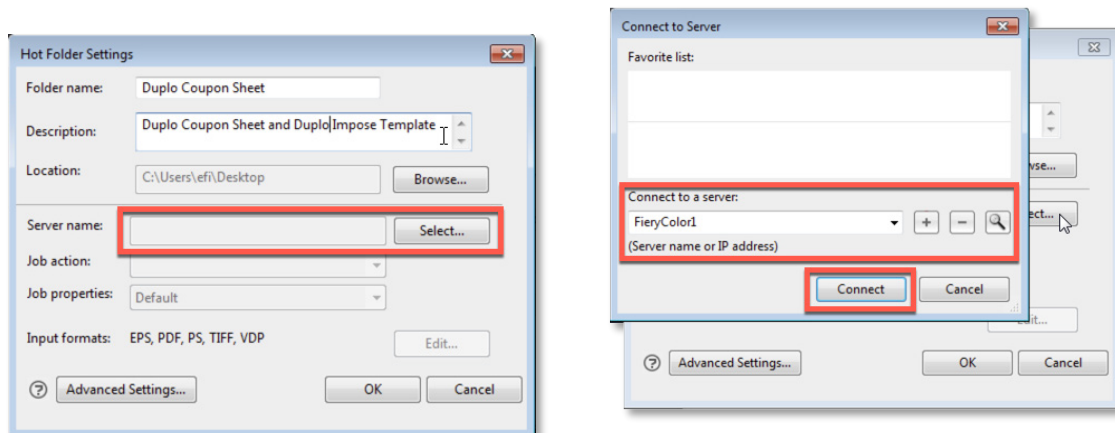 Hot Folder Settings
Folder name: Duplo Coupon Sheet
Description: Duplo Coupon Sheet and Duplo Impose Template
Location: C:\Users\efi\Desktop Browse...
Server name: Select...
Job action:
Job properties: Default
Input formats: EPS, PDF, PS, TIFF, VDP Edit...
Advanced Settings... OK Cancel
Connect to Server
Favorite list:
Connect to a server:
FieryColor1
(Server name or IP address)
Connect Cancel
Advanced Settings... OK Cancel